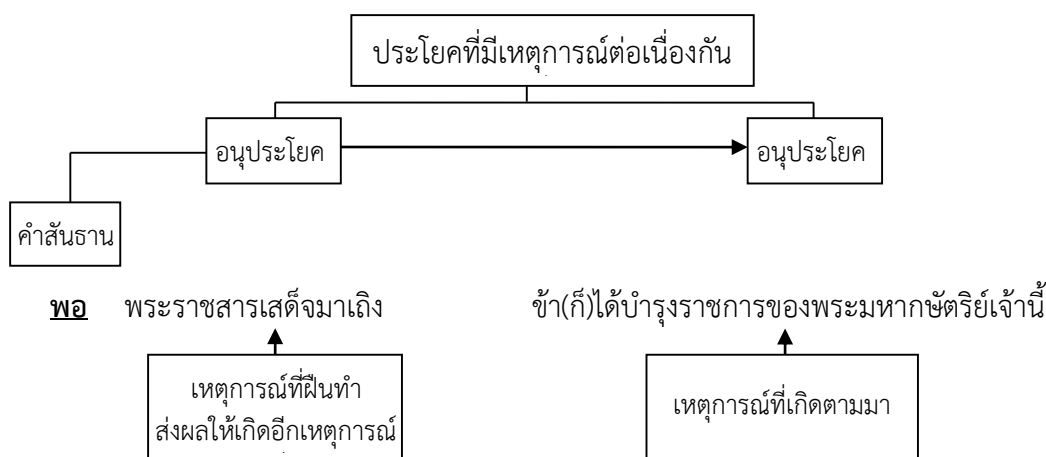 ประโยคที่มีเหตุการณ์ต่อเนื่องกัน
อนุประโยค
อนุประโยค
คำสันธาน
พอ พระราชสารเสด็จมาเถิง ข้า(ก็)ได้บำรุงราชการของพระมหากษัตริย์เจ้านี้
เหตุการณ์ที่ฝืนทำ
ส่งผลให้เกิดอีกเหตุการณ์
เหตุการณ์ที่เกิดตามมา